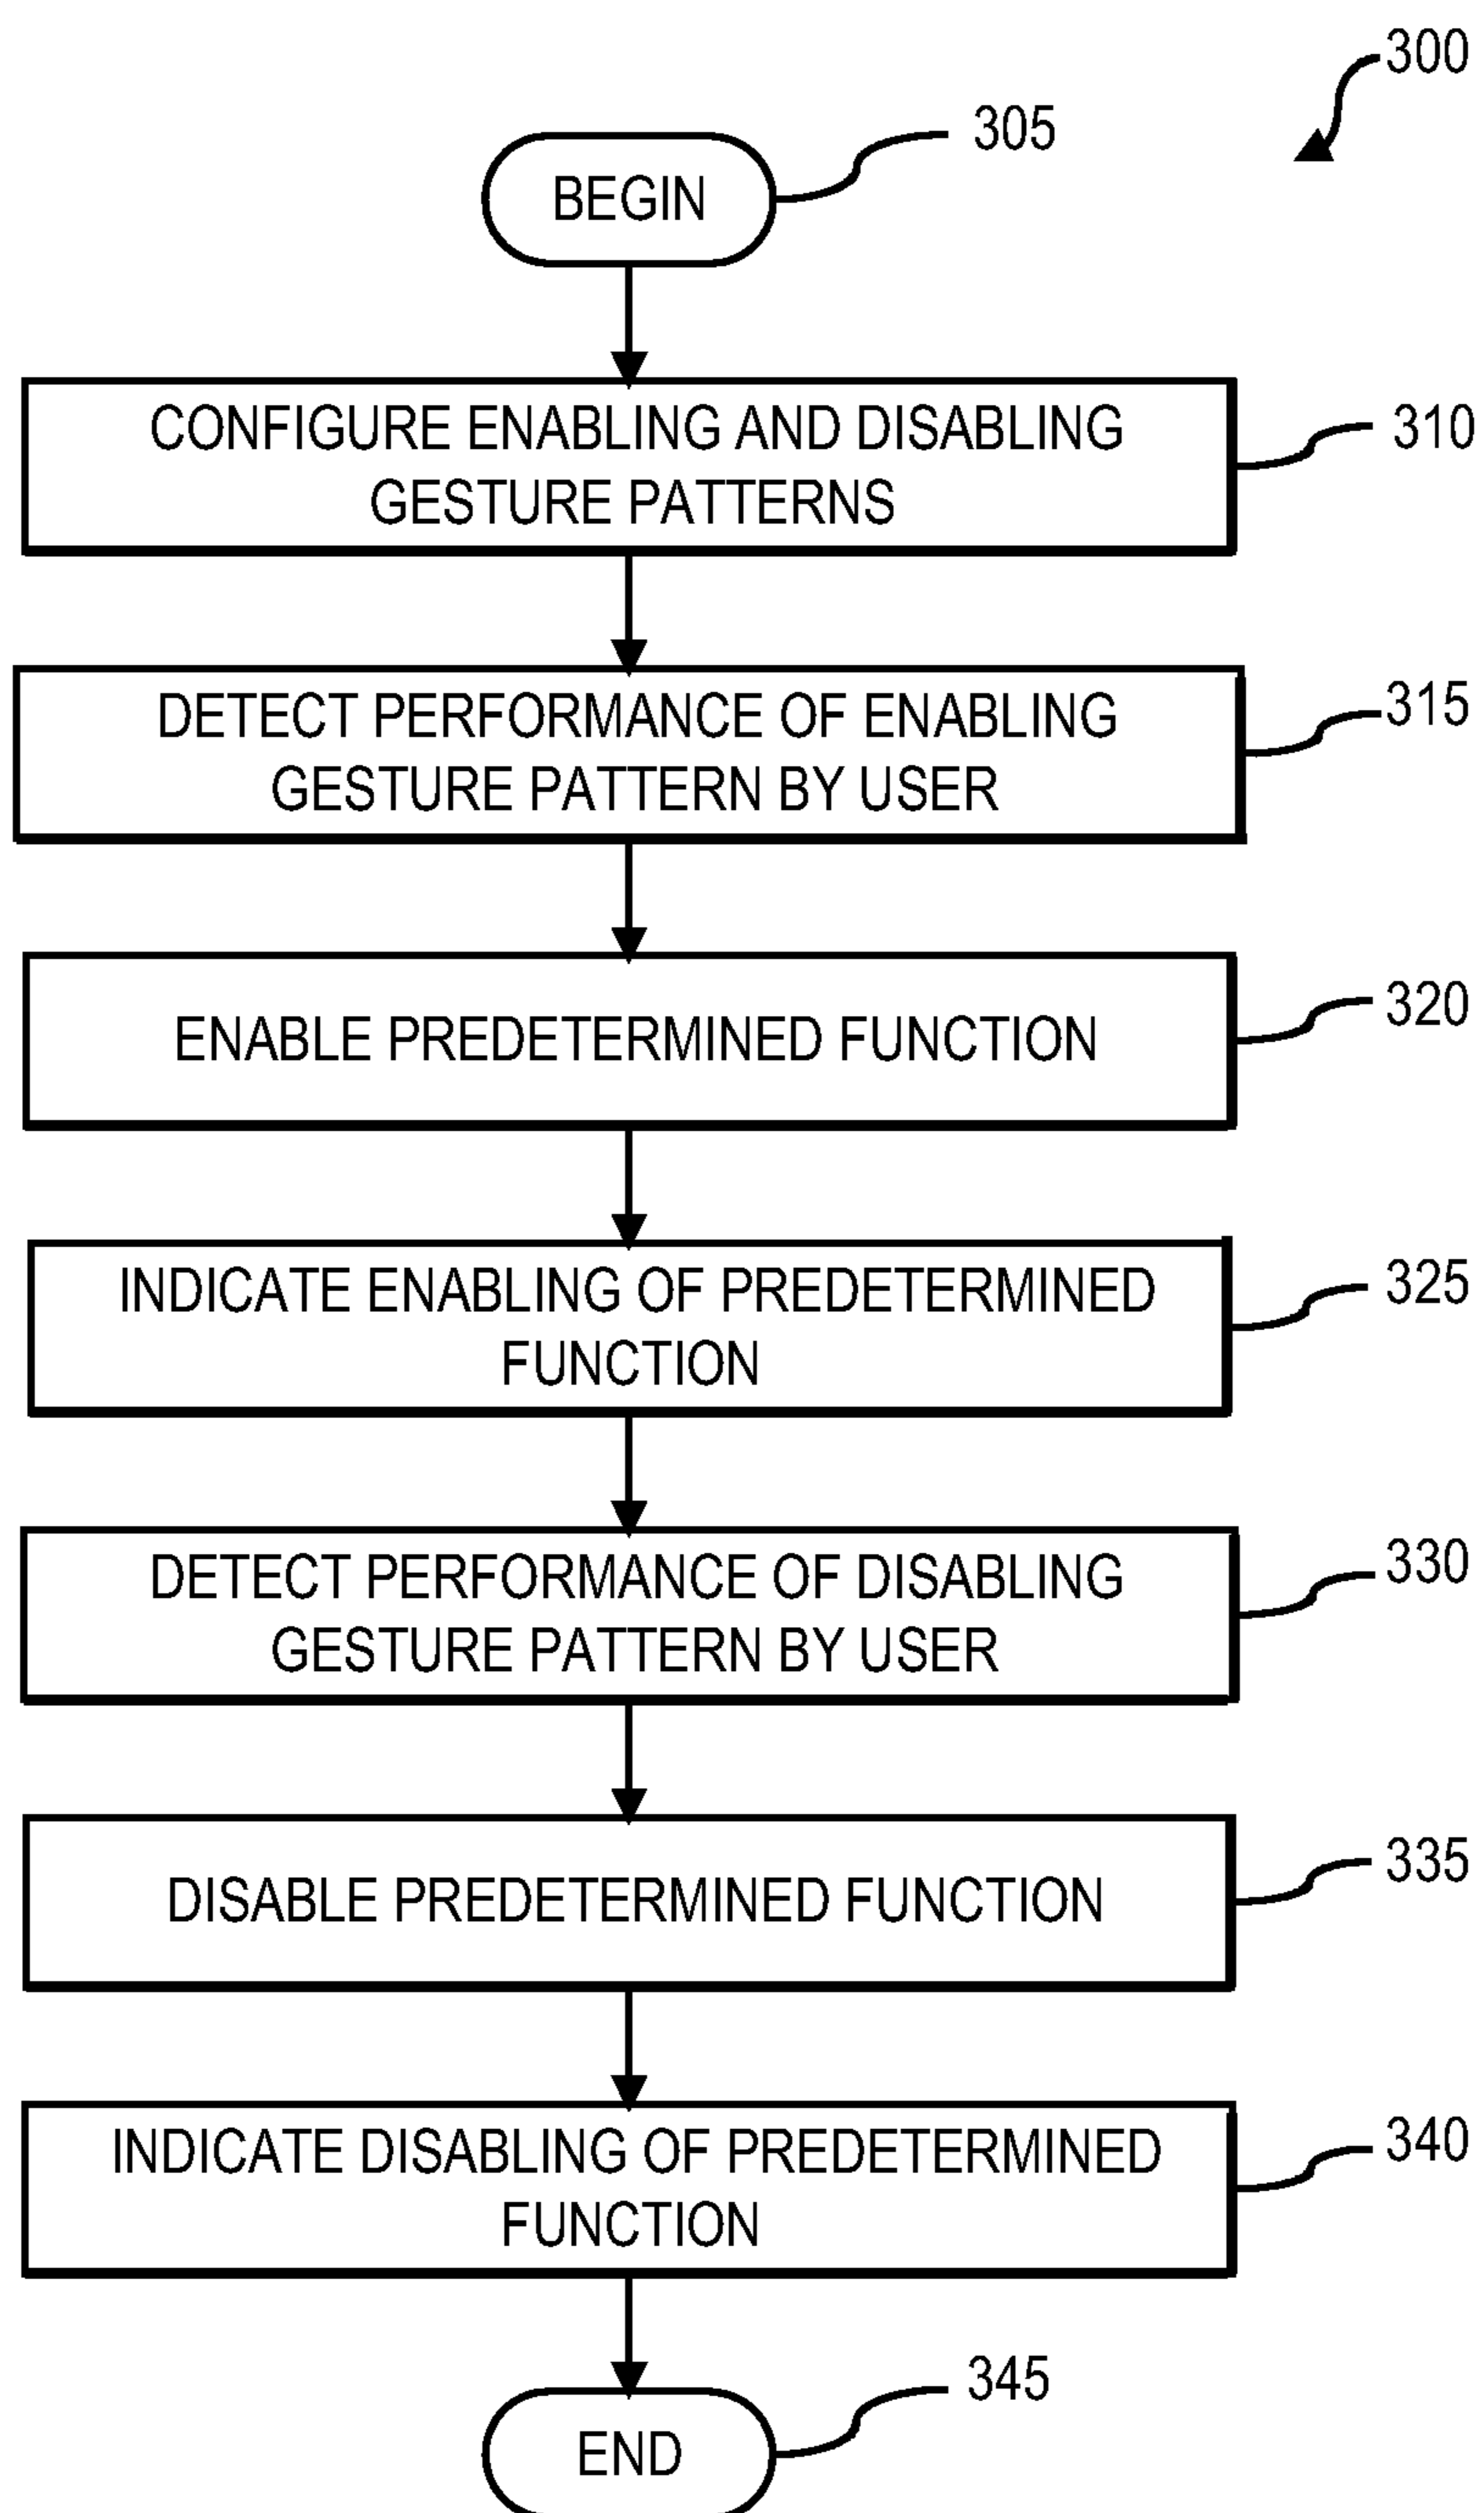 300
305
BEGIN
CONFIGURE ENABLING AND DISABLING
GESTURE PATTERNS
310
DETECT PERFORMANCE OF ENABLING
GESTURE PATTERN BY USER
315
ENABLE PREDETERMINED FUNCTION
320
INDICATE ENABLING OF PREDETERMINED
FUNCTION
325
DETECT PERFORMANCE OF DISABLING
GESTURE PATTERN BY USER
330
DISABLE PREDETERMINED FUNCTION
335
INDICATE DISABLING OF PREDETERMINED
FUNCTION
340
345
END